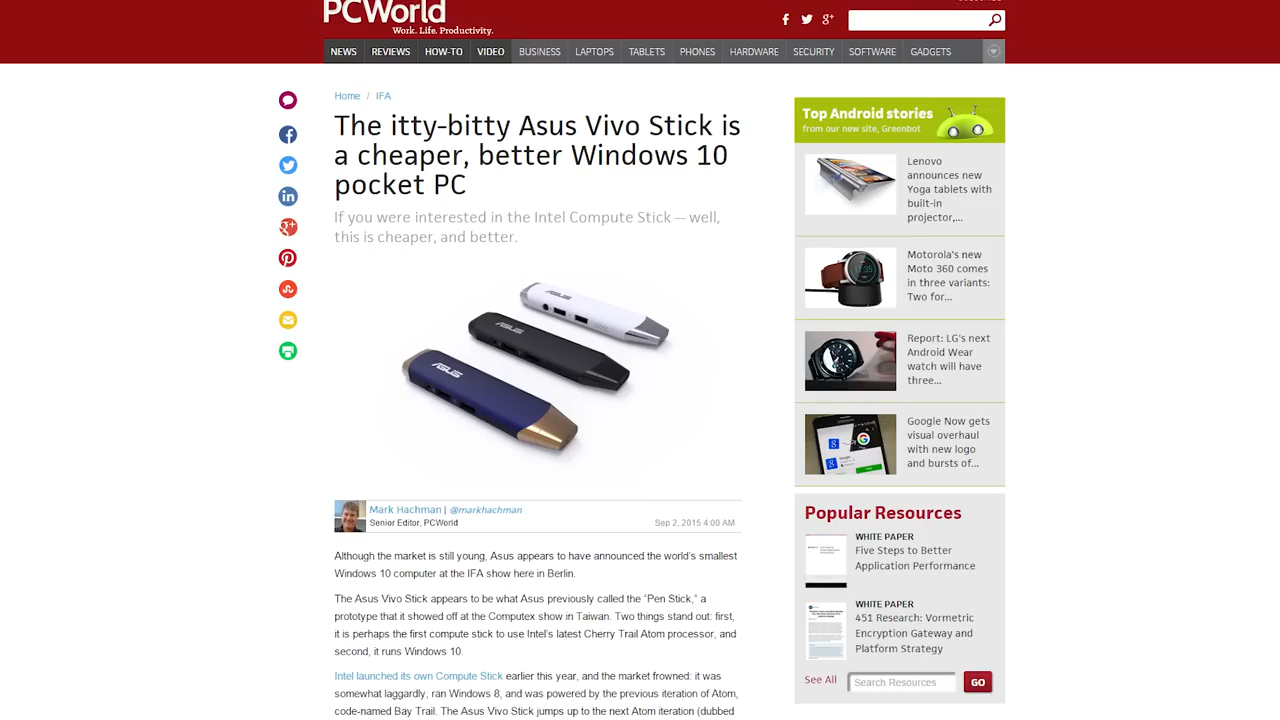 PCWorld
Work. Life. Productivity.
NEWS REVIEWS HOW-TO VIDEO BUSINESS LAPTOPS TABLETS PHONES HARDWARE SECURITY SOFTWARE GADGETS
Home / IFA
The itty-bitty Asus Vivo Stick is
a cheaper, better Windows 10
pocket PC
If you were interested in the Intel Compute Stick -- well,
this is cheaper, and better.
ASUS
ASUS
ASUS
Mark Hachman | @markhachman
Senior Editor, PCWorld
Sep 2, 2015 4:00 AM
Although the market is still young, Asus appears to have announced the world's smallest
Windows 10 computer at the IFA show here in Berlin.
The Asus Vivo Stick appears to be what Asus previously called the "Pen Stick," a
prototype that it showed off at the Computex show in Taiwan. Two things stand out: first,
it is perhaps the first compute stick to use Intel's latest Cherry Trail Atom processor, and
second, it runs Windows 10.
Intel launched its own Compute Stick earlier this year, and the market frowned: it was
somewhat laggardly, ran Windows 8, and was powered by the previous iteration of Atom,
code-named Bay Trail. The Asus Vivo Stick jumps up to the next Atom iteration (dubbed
Top Android stories
from our new site, Greenbot
Lenovo
announces new
Yoga tablets with
built-in
projector,...
Motorola's new
Moto 360 comes
in three variants:
Two for...
Report: LG's next
Android Wear
watch will have
three...
Google Now gets
visual overhaul
with new logo
and bursts of...
Popular Resources
WHITE PAPER
Five Steps to Better
Application Performance
WHITE PAPER
451 Research: Vormetric
Encryption Gateway and
Platform Strategy
See All
Search Resources
GO